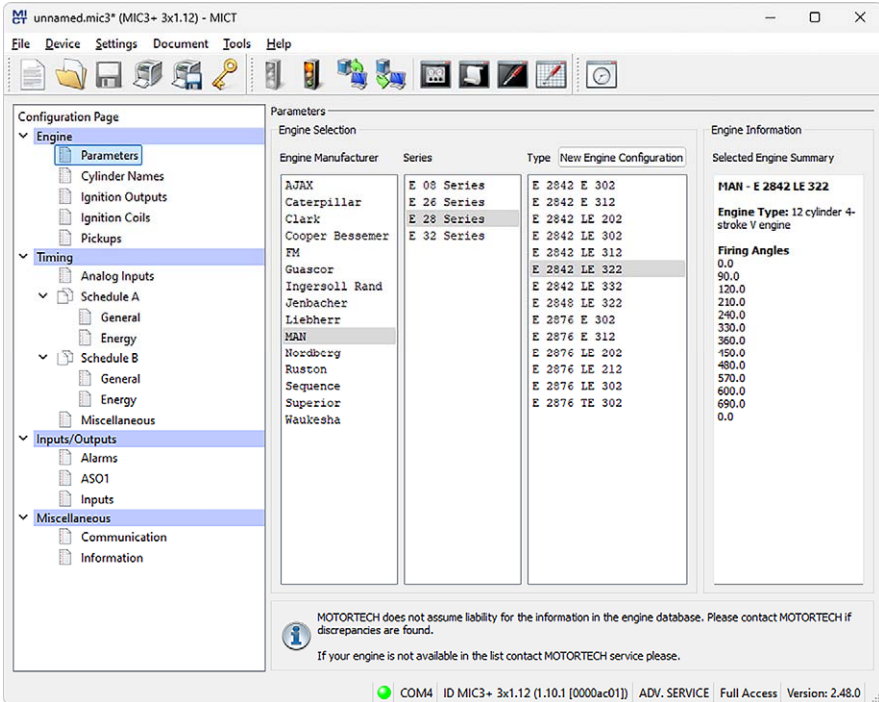 MICT unnamed.mic3* (MIC3+ 3x1.12) - MICT
File Device Settings Document Tools Help
Configuration Page
Engine
Parameters
Cylinder Names
Ignition Outputs
Ignition Coils
Pickups
Timing
Analog Inputs
Schedule A
General
Energy
Schedule B
General
Energy
Miscellaneous
Inputs/Outputs
Alarms
ASO1
Inputs
Miscellaneous
Communication
Information
Parameters
Engine Selection
Engine Manufacturer
AJAX
Caterpillar
Clark
Cooper Bessemer
FM
Guascor
Ingersoll Rand
Jenbacher
Liebherr
MAN
Nordberg
Ruston
Sequence
Superior
Waukesha
Series
E 08 Series
E 26 Series
E 28 Series
E 32 Series
Type New Engine Configuration
E 2842 E 302
E 2842 E 312
E 2842 LE 202
E 2842 LE 302
E 2842 LE 312
E 2842 LE 322
E 2842 LE 332
E 2848 LE 322
E 2876 E 302
E 2876 E 312
E 2876 LE 202
E 2876 LE 212
E 2876 LE 302
E 2876 TE 302
Engine Information
Selected Engine Summary
MAN - E 2842 LE 322
Engine Type: 12 cylinder 4-
stroke V engine
Firing Angles
0.0
90.0
120.0
210.0
240.0
330.0
360.0
450.0
480.0
570.0
600.0
690.0
0.0
MOTORTECH does not assume liability for the information in the engine database. Please contact MOTORTECH if
discrepancies are found.
If your engine is not available in the list contact MOTORTECH service please.
COM4 ID MIC3+ 3x1.12 (1.10.1 [0000ac01]) ADV. SERVICE Full Access Version: 2.48.0